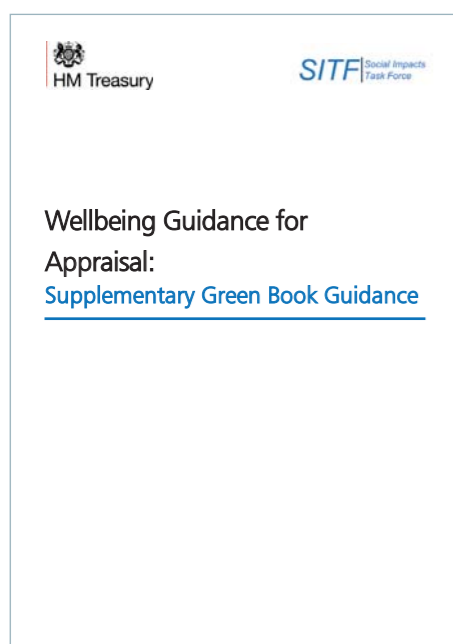 HM Treasury
SITF Social Impacts
Task Force
Wellbeing Guidance for
Appraisal:
Supplementary Green Book Guidance